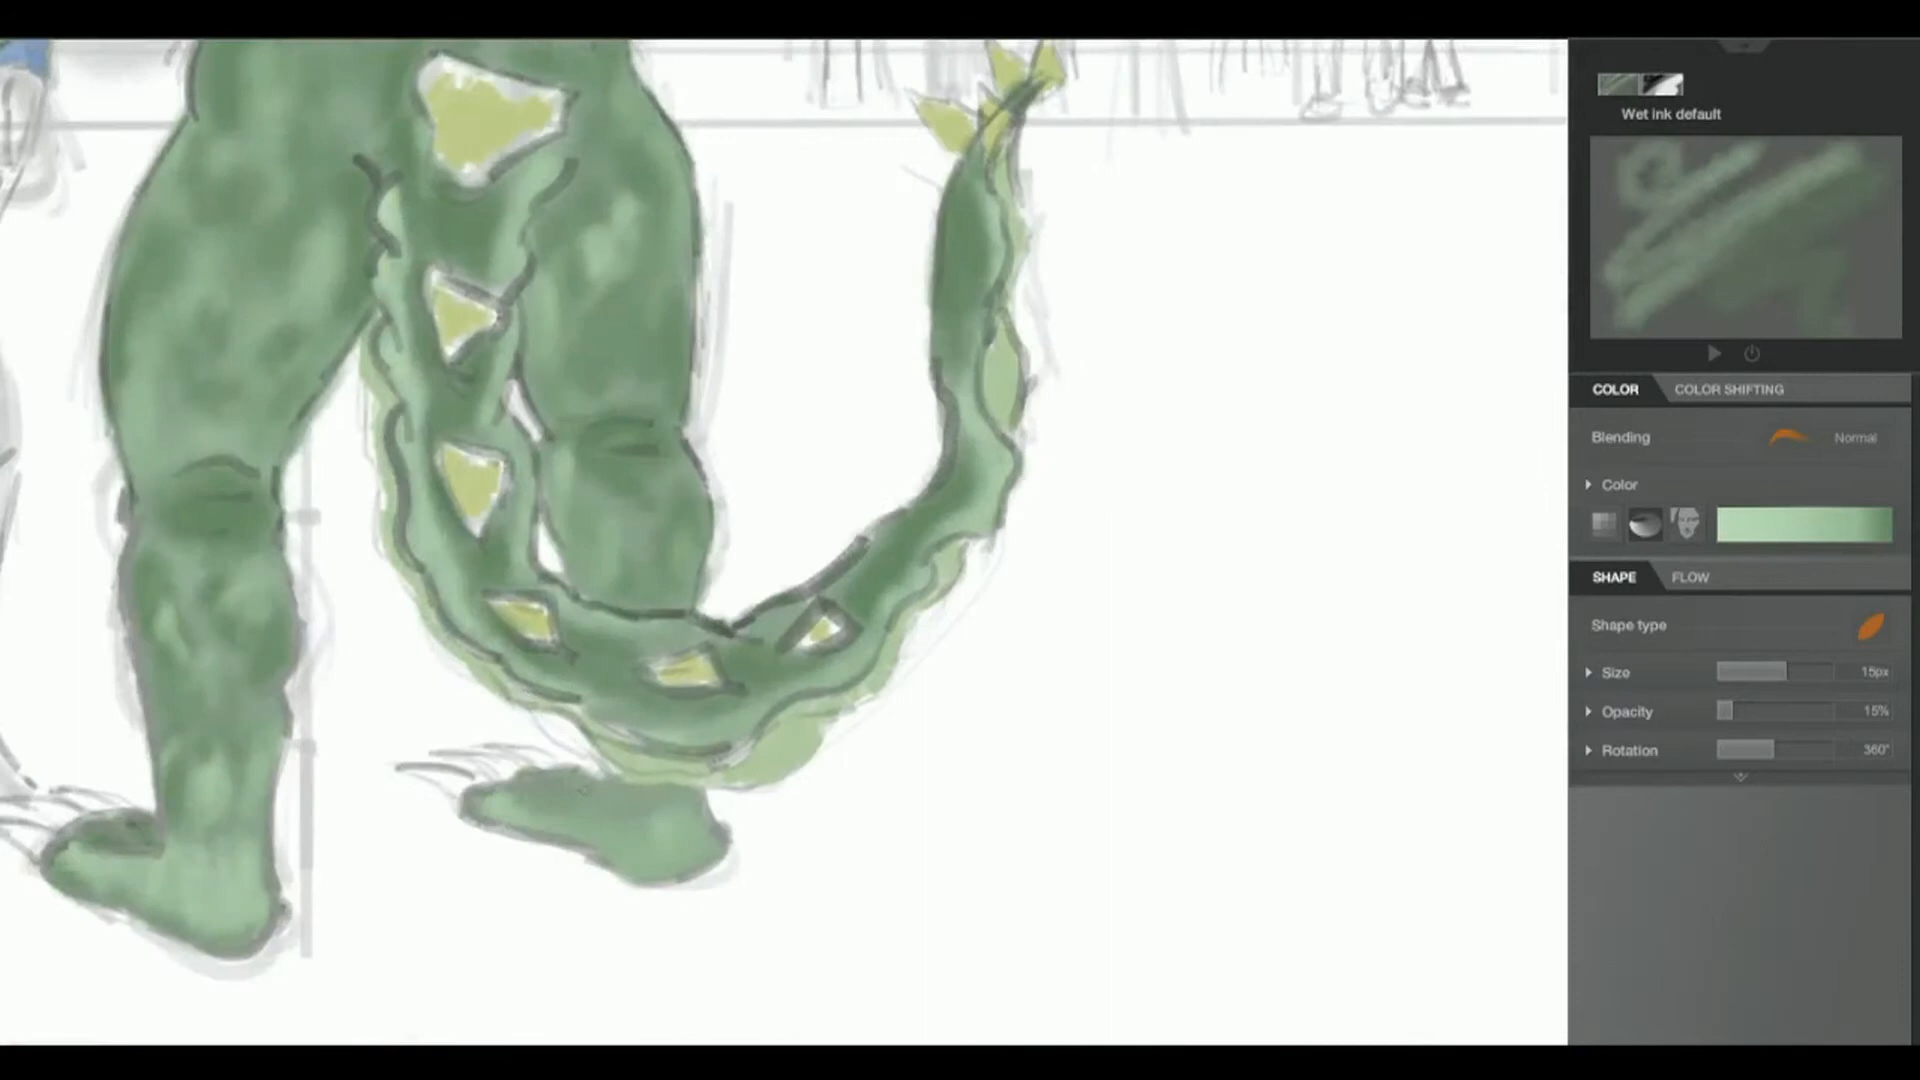 Wet ink default
COLOR COLOR SHIFTING
Blending Normal
Color
SHAPE FLOW
Shape type
Size 15px
Opacity 15%
Rotation 360°